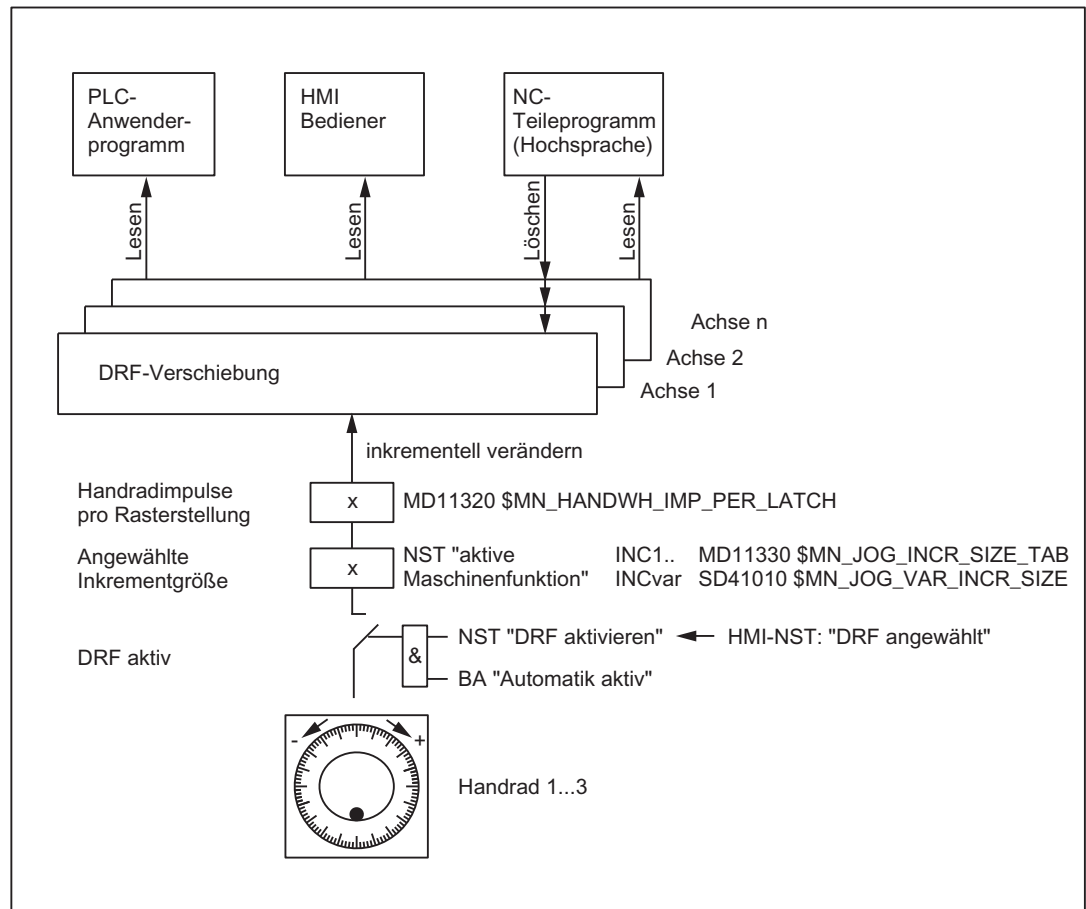 PLC-
Anwender-
programm
HMI
Bediener
NC-
Teileprogramm
(Hochsprache)
Lesen
Lesen
Löschen
Lesen
Achse n
Achse 2
DRF-Verschiebung
Achse 1
inkrementell verändern
Handradimpulse
pro Rasterstellung
x
MD11320 $MN_HANDWH_IMP_PER_LATCH
Angewählte
Inkrementgröße
x
NST "aktive INC1.. MD11330 $MN_JOG_INCR_SIZE_TAB
Maschinenfunktion" INCvar SD41010 $MN_JOG_VAR_INCR_SIZE
DRF aktiv
&
NST "DRF aktivieren" HMI-NST: "DRF angewählt"
BA "Automatik aktiv"
- +
Handrad 1...3